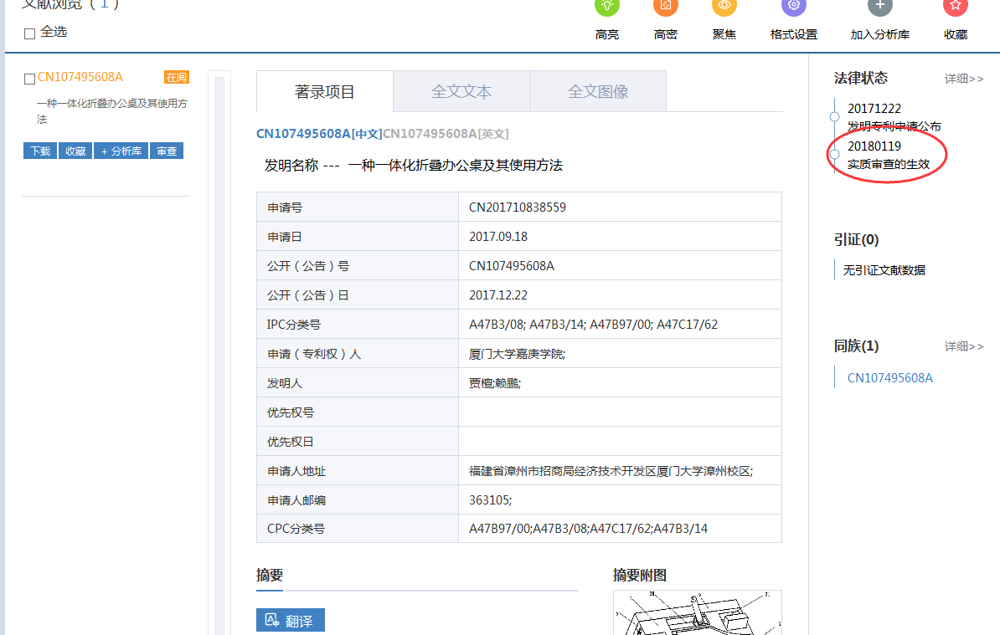 文献浏览 ( 1 )
全选
高亮
高密
聚焦
格式设置
加入分析库
收藏
CN107495608A
在阅
一种一体化折叠办公桌及其使用方
法
下载
收藏
+ 分析库
审查
著录项目
全文文本
全文图像
CN107495608A[中文]CN107495608A[英文]
发明名称 --- 一种一体化折叠办公桌及其使用方法
申请号 CN201710838559
申请日 2017.09.18
公开（公告）号 CN107495608A
公开（公告）日 2017.12.22
IPC分类号 A47B3/08; A47B3/14; A47B97/00; A47C17/62
申请（专利权）人 厦门大学嘉庚学院;
发明人 贾檀;赖鹏;
优先权号
优先权日
申请人地址 福建省漳州市招商局经济技术开发区厦门大学漳州校区;
申请人邮编 363105;
CPC分类号 A47B97/00;A47B3/08;A47C17/62;A47B3/14
摘要
翻译
摘要附图
法律状态
详细>>
20171222
发明专利申请公布
20180119
实质审查的生效
引证(0)
无引证文献数据
同族(1)
详细>>
CN107495608A